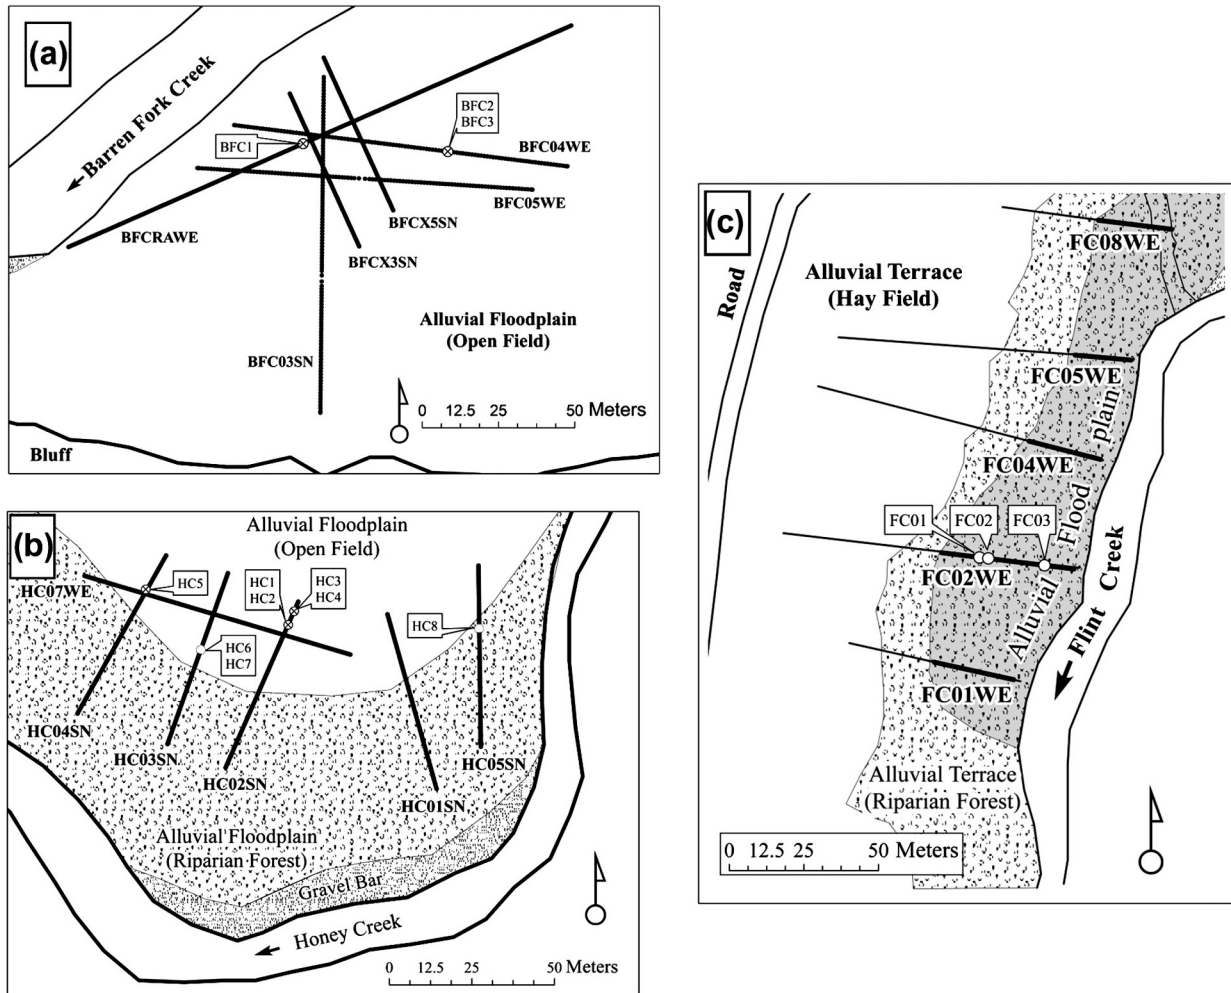 (a)
Barren Fork Creek
BFC1
BFC2
BFC3
BFC04WE
BFC05WE
BFCX5SN
BFCRAWE
BFCX3SN
Alluvial Floodplain
(Open Field)
BFC03SN
0 12.5 25 50 Meters
Bluff
(b)
Alluvial Floodplain
(Open Field)
HC07WE
HC5
HC1
HC2
HC3
HC4
HC8
HC6
HC7
HC04SN
HC03SN
HC02SN
HC05SN
HC01SN
Alluvial Floodplain
(Riparian Forest)
Gravel Bar
Honey Creek
0 12.5 25 50 Meters
(c)
Road
Alluvial Terrace
(Hay Field)
FC08WE
FC05WE
FC04WE
FC01
FC02
FC03
FC02WE
Alluvial Flood plain
Flint Creek
FC01WE
Alluvial Terrace
(Riparian Forest)
0 12.5 25 50 Meters